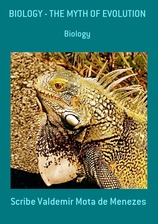 BIOLOGY - THE MYTH OF EVOLUTION
Biology
Scribe Valdemir Mota de Menezes